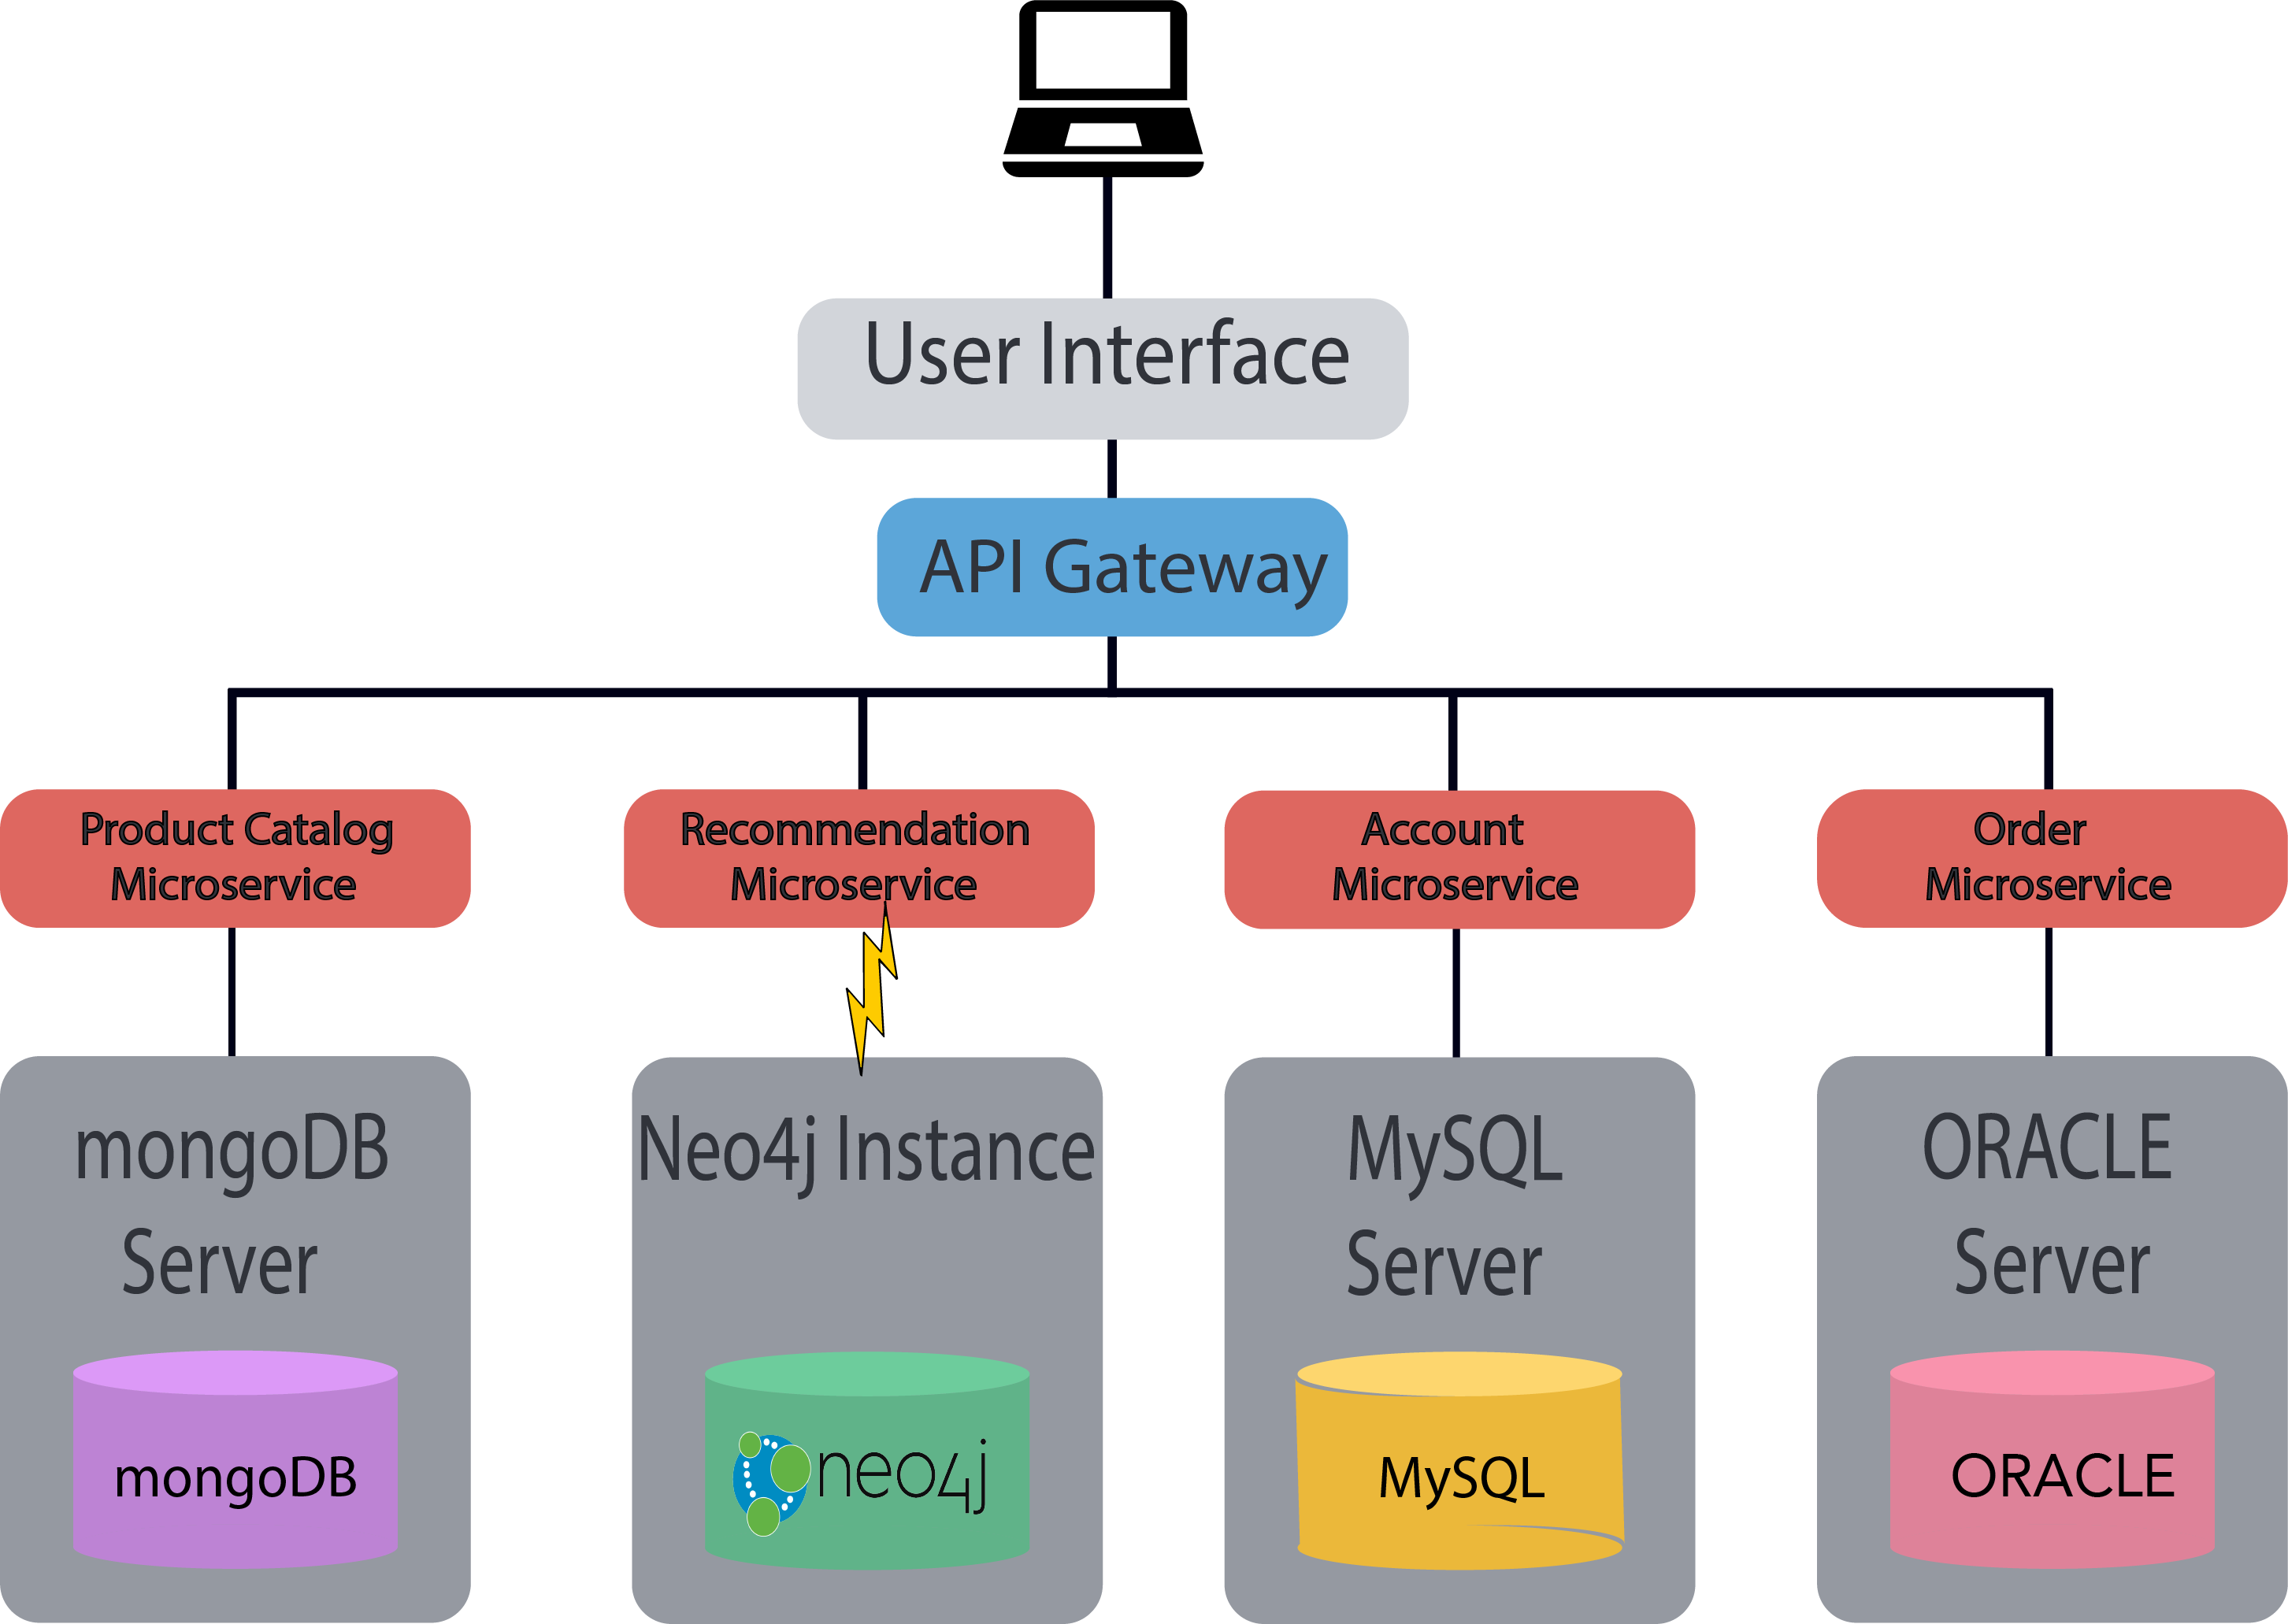 User Interface
API Gateway
Product Catalog
Microservice
Recommendation
Microservice
Account
Microservice
Order
Microservice
mongoDB
Server
mongoDB
Neo4j Instance
neo4j
MySQL
Server
MySQL
ORACLE
Server
ORACLE